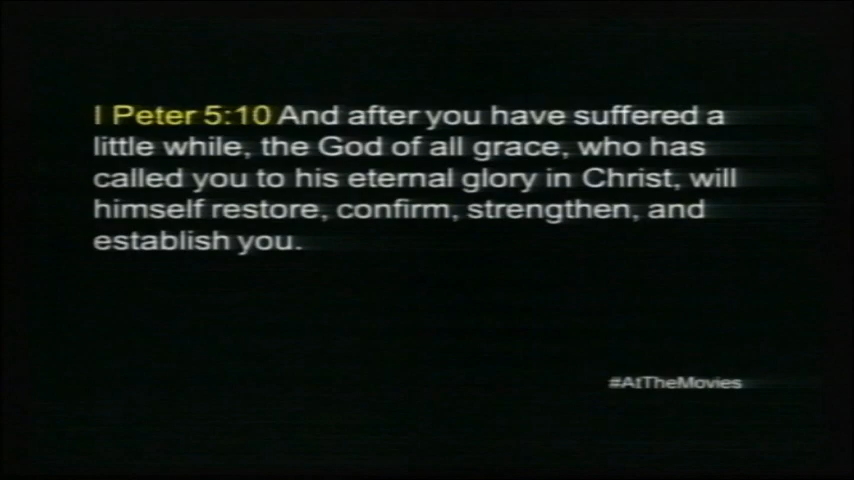 I Peter 5:10 And after you have suffered a
little while, the God of all grace, who has
called you to his eternal glory in Christ, will
himself restore, confirm, strengthen, and
establish you.
#AtTheMovies